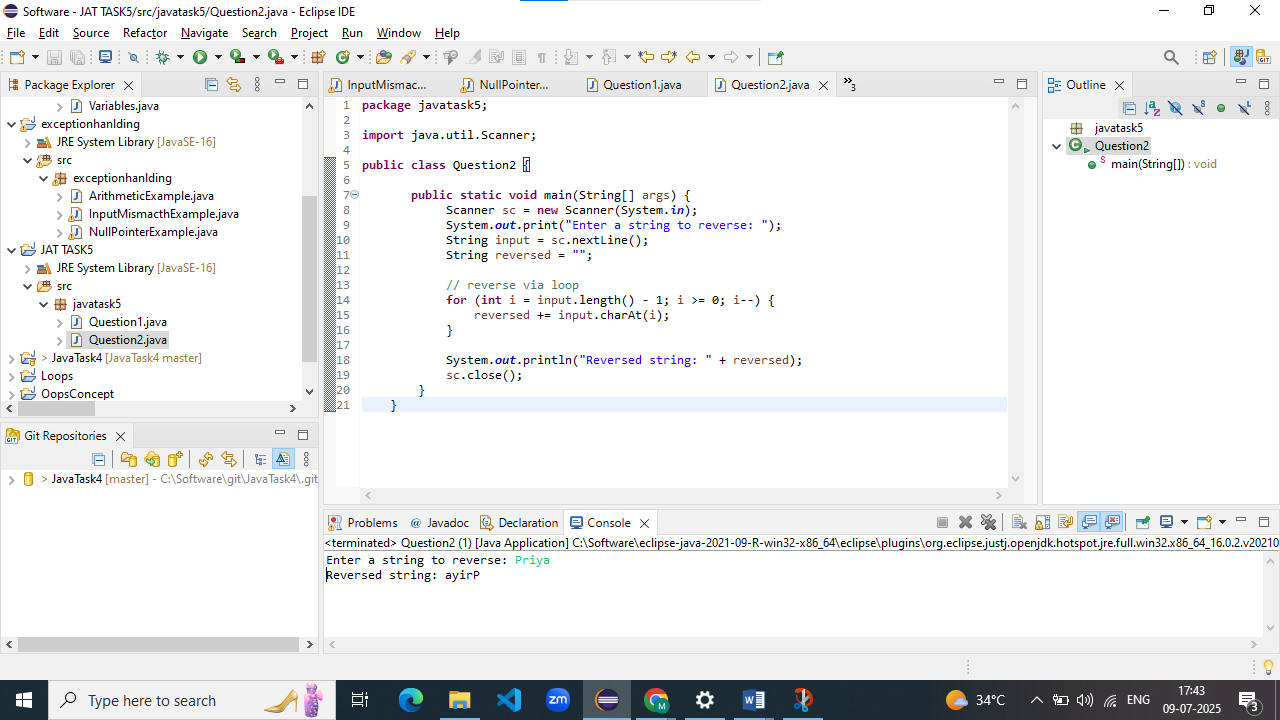 Software - JAT TASK5/src/javatask5/Question2.java - Eclipse IDE
File Edit Source Refactor Navigate Search Project Run Window Help
Package Explorer
Variables.java
exceptionhanlding
JRE System Library [JavaSE-16]
src
exceptionhanlding
ArithmeticExample.java
InputMismacthExample.java
NullPointerExample.java
JAT TASK5
JRE System Library [JavaSE-16]
src
javatask5
Question1.java
Question2.java
> JavaTask4 [JavaTask4 master]
Loops
OopsConcept
Git Repositories
> JavaTask4 [master] - C:\Software\git\JavaTask4\.git
InputMismac... NullPointer... Question1.java Question2.java »3
1 package javatask5;
2
3 import java.util.Scanner;
4
5 public class Question2 {
6
7 public static void main(String[] args) {
8 Scanner sc = new Scanner(System.in);
9 System.out.print("Enter a string to reverse: ");
10 String input = sc.nextLine();
11 String reversed = "";
12
13 // reverse via loop
14 for (int i = input.length() - 1; i >= 0; i--) {
15 reversed += input.charAt(i);
16 }
17
18 System.out.println("Reversed string: " + reversed);
19 sc.close();
20 }
21 }
Outline
javatask5
Question2
main(String[]) : void
Problems @ Javadoc Declaration Console
<terminated> Question2 (1) [Java Application] C:\Software\eclipse-java-2021-09-R-win32-x86_64\eclipse\plugins\org.eclipse.justj.openjdk.hotspot.jre.full.win32.x86_64_16.0.2.v20210
Enter a string to reverse: Priya
Reversed string: ayirP
Type here to search
zm
M
W
34°C
ENG
17:43
09-07-2025
3